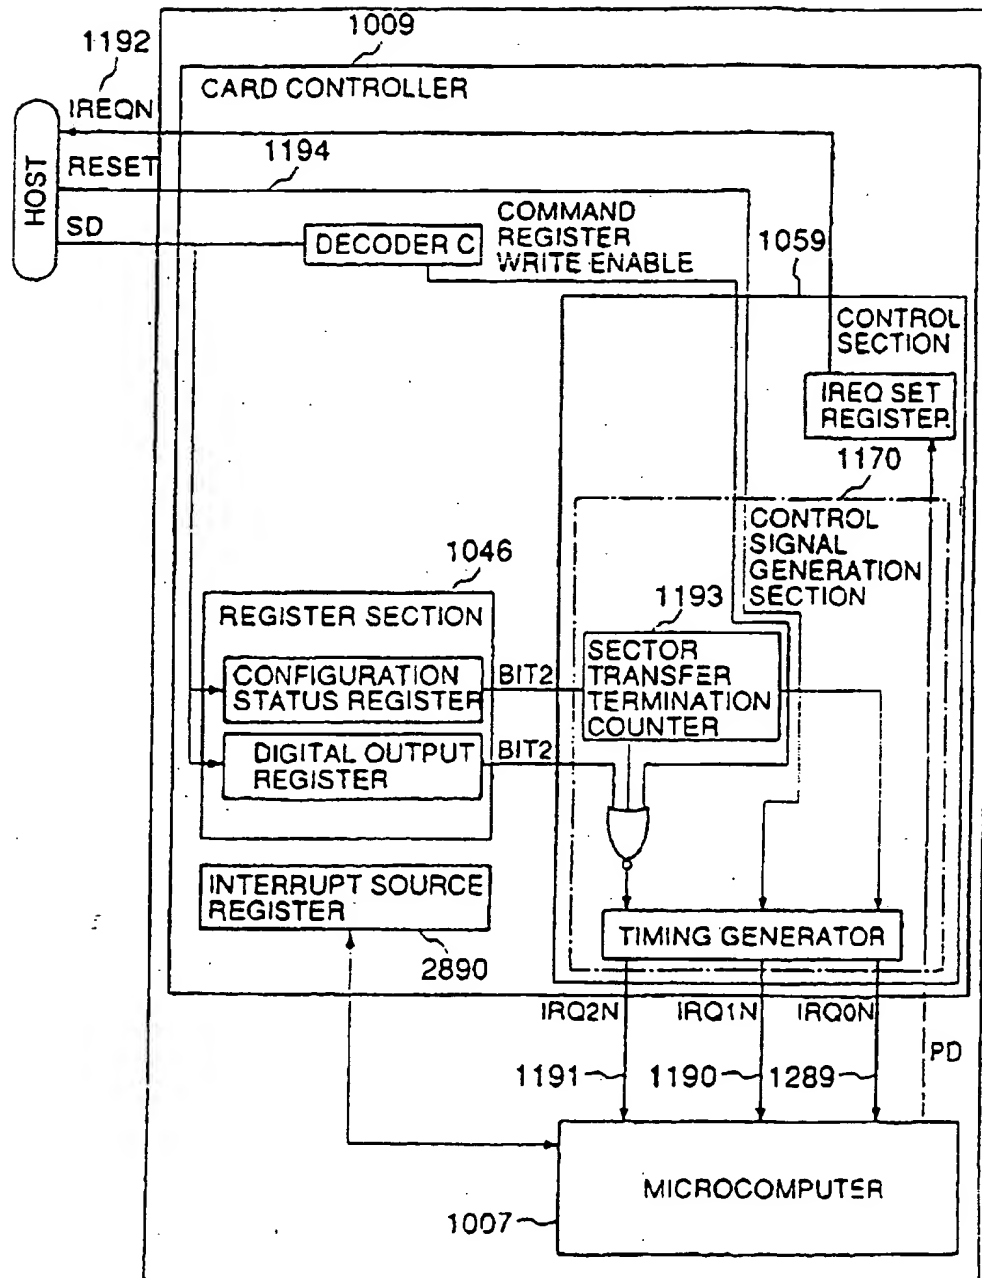 1192
1009
CARD CONTROLLER
IREQN
HOST
RESET
1194
SD
DECODER C
COMMAND
REGISTER
WRITE ENABLE
1059
CONTROL
SECTION
IREQ SET
REGISTER
1170
CONTROL
SIGNAL
GENERATION
SECTION
1046
REGISTER SECTION
1193
CONFIGURATION
STATUS REGISTER
BIT2
SECTOR
TRANSFER
TERMINATION
COUNTER
DIGITAL OUTPUT
REGISTER
BIT2
INTERRUPT SOURCE
REGISTER
2890
TIMING GENERATOR
IRQ2N
IRQ1N
IRQ0N
1191
1190
1289
PD
MICROCOMPUTER
1007